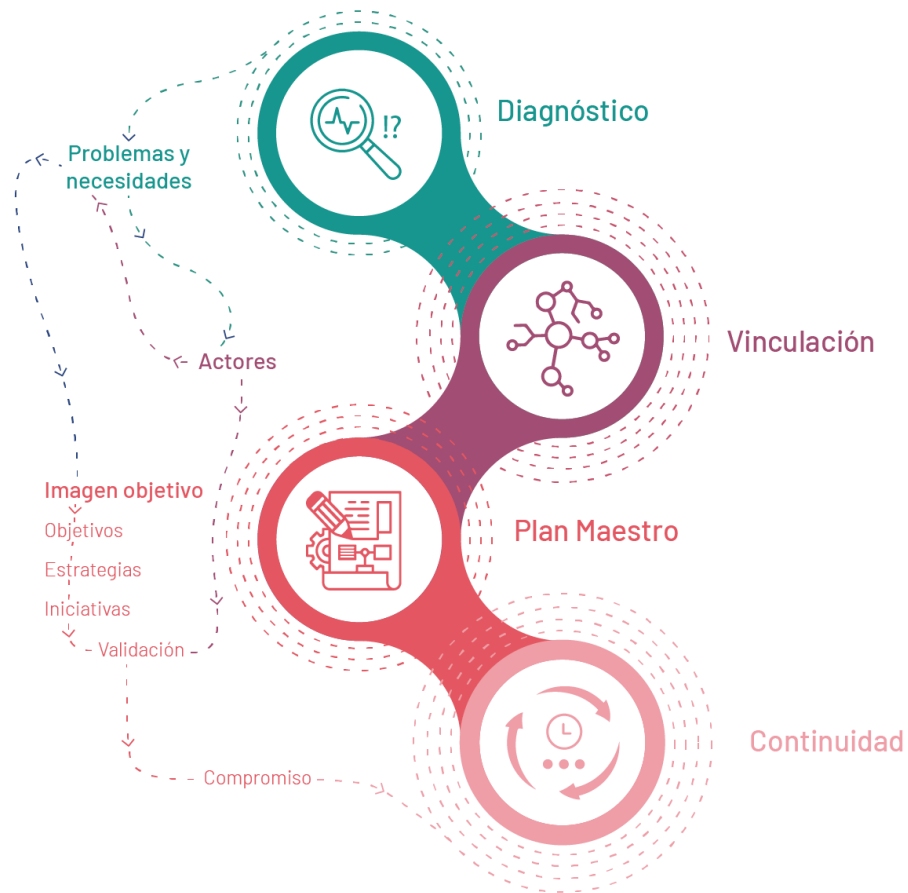 Diagnóstico
!?
Problemas y
necesidades
Vinculación
Actores
Imagen objetivo
Objetivos
Estrategias
Iniciativas
Validación
Plan Maestro
Continuidad
Compromiso